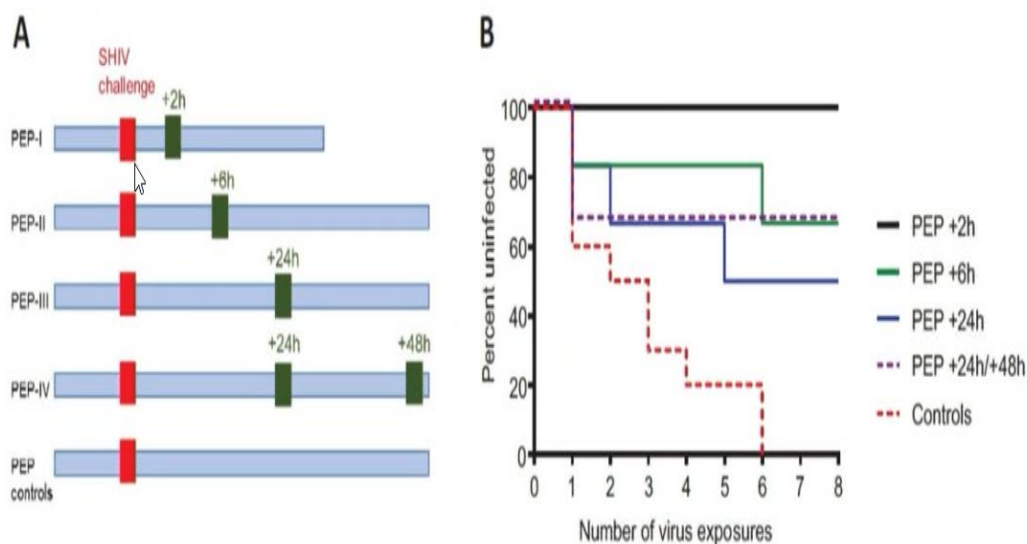 A
SHIV
challenge
+2h
PEP-I
+6h
PEP-II
+24h
PEP-III
+24h +48h
PEP-IV
PEP
controls
B
100
80
60
40
20
0
0 1 2 3 4 5 6 7 8
Percent uninfected
Number of virus exposures
PEP +2h
PEP +6h
PEP +24h
PEP +24h/+48h
Controls